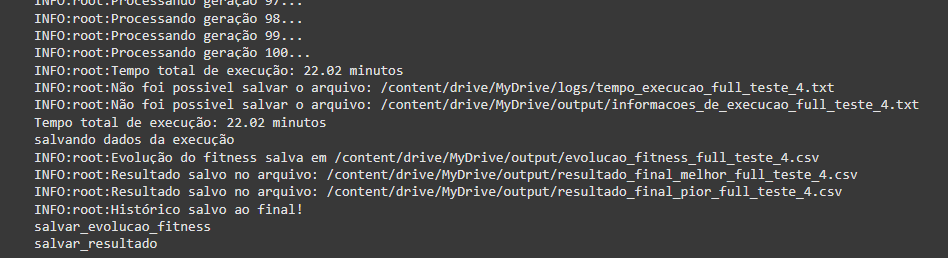 INFO:root:Processando geração 97...
INFO:root:Processando geração 98...
INFO:root:Processando geração 99...
INFO:root:Processando geração 100...
INFO:root:Tempo total de execução: 22.02 minutos
INFO:root:Não foi possivel salvar o arquivo: /content/drive/MyDrive/logs/tempo_execucao_full_teste_4.txt
INFO:root:Não foi possivel salvar o arquivo: /content/drive/MyDrive/output/informacoes_de_execucao_full_teste_4.txt
Tempo total de execução: 22.02 minutos
salvando dados da execução
INFO:root:Evolução do fitness salva em /content/drive/MyDrive/output/evolucao_fitness_full_teste_4.csv
INFO:root:Resultado salvo no arquivo: /content/drive/MyDrive/output/resultado_final_melhor_full_teste_4.csv
INFO:root:Resultado salvo no arquivo: /content/drive/MyDrive/output/resultado_final_pior_full_teste_4.csv
INFO:root:Histórico salvo ao final!
salvar_evolucao_fitness
salvar_resultado